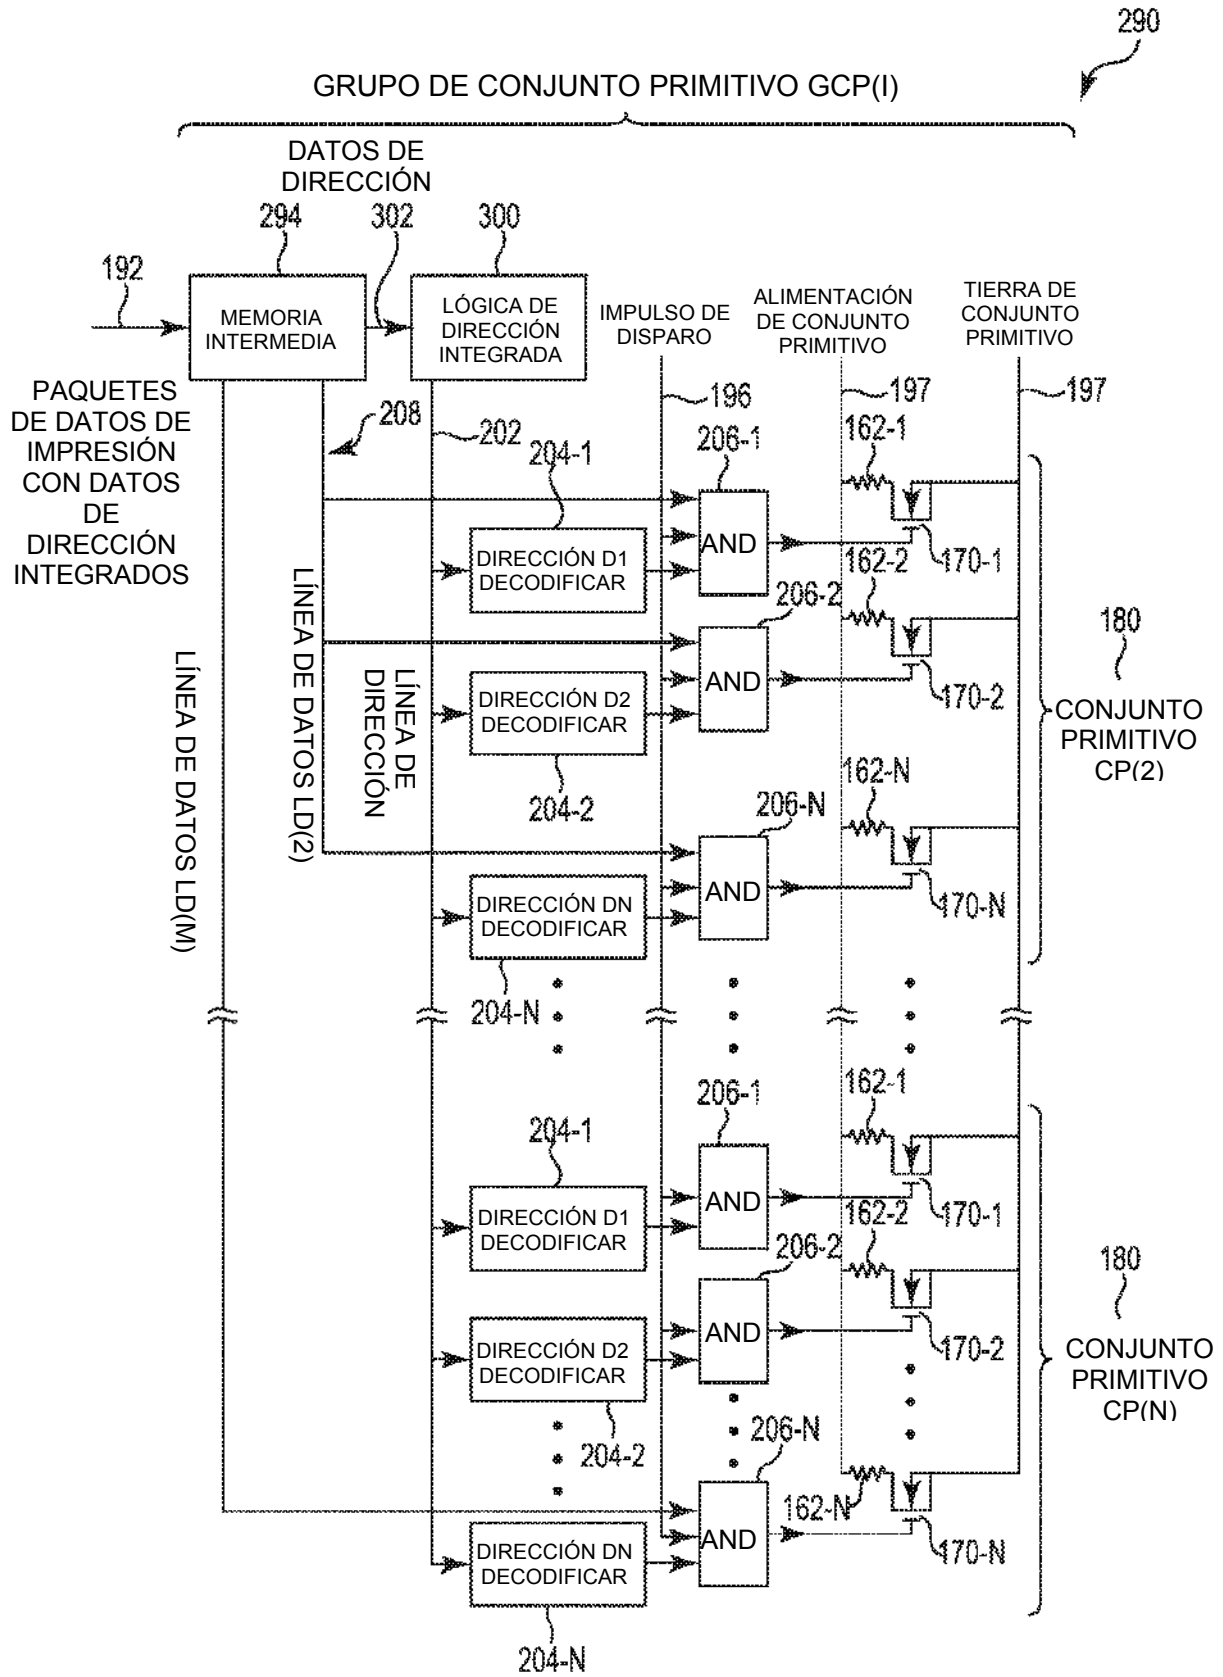 290
GRUPO DE CONJUNTO PRIMITIVO GCP(I)
DATOS DE
DIRECCIÓN
294
302
300
192
MEMORIA
INTERMEDIA
LÓGICA DE
DIRECCIÓN
INTEGRADA
IMPULSO DE
DISPARO
ALIMENTACIÓN
DE CONJUNTO
PRIMITIVO
TIERRA DE
CONJUNTO
PRIMITIVO
PAQUETES
DE DATOS DE
IMPRESIÓN
CON DATOS
DE
DIRECCIÓN
INTEGRADOS
208
202
196
197
197
LÍNEA DE DATOS LD(M)
LÍNEA DE DATOS LD(2)
LÍNEA DE
DIRECCIÓN
204-1
206-1
162-1
DIRECCIÓN D1
DECODIFICAR
AND
170-1
162-2
206-2
DIRECCIÓN D2
DECODIFICAR
AND
170-2
204-2
180
CONJUNTO
PRIMITIVO
CP(2)
206-N
162-N
DIRECCIÓN DN
DECODIFICAR
AND
170-N
204-N
206-1
162-1
204-1
DIRECCIÓN D1
DECODIFICAR
AND
170-1
162-2
206-2
DIRECCIÓN D2
DECODIFICAR
AND
170-2
204-2
180
CONJUNTO
PRIMITIVO
CP(N)
206-N
162-N
DIRECCIÓN DN
DECODIFICAR
AND
170-N
204-N